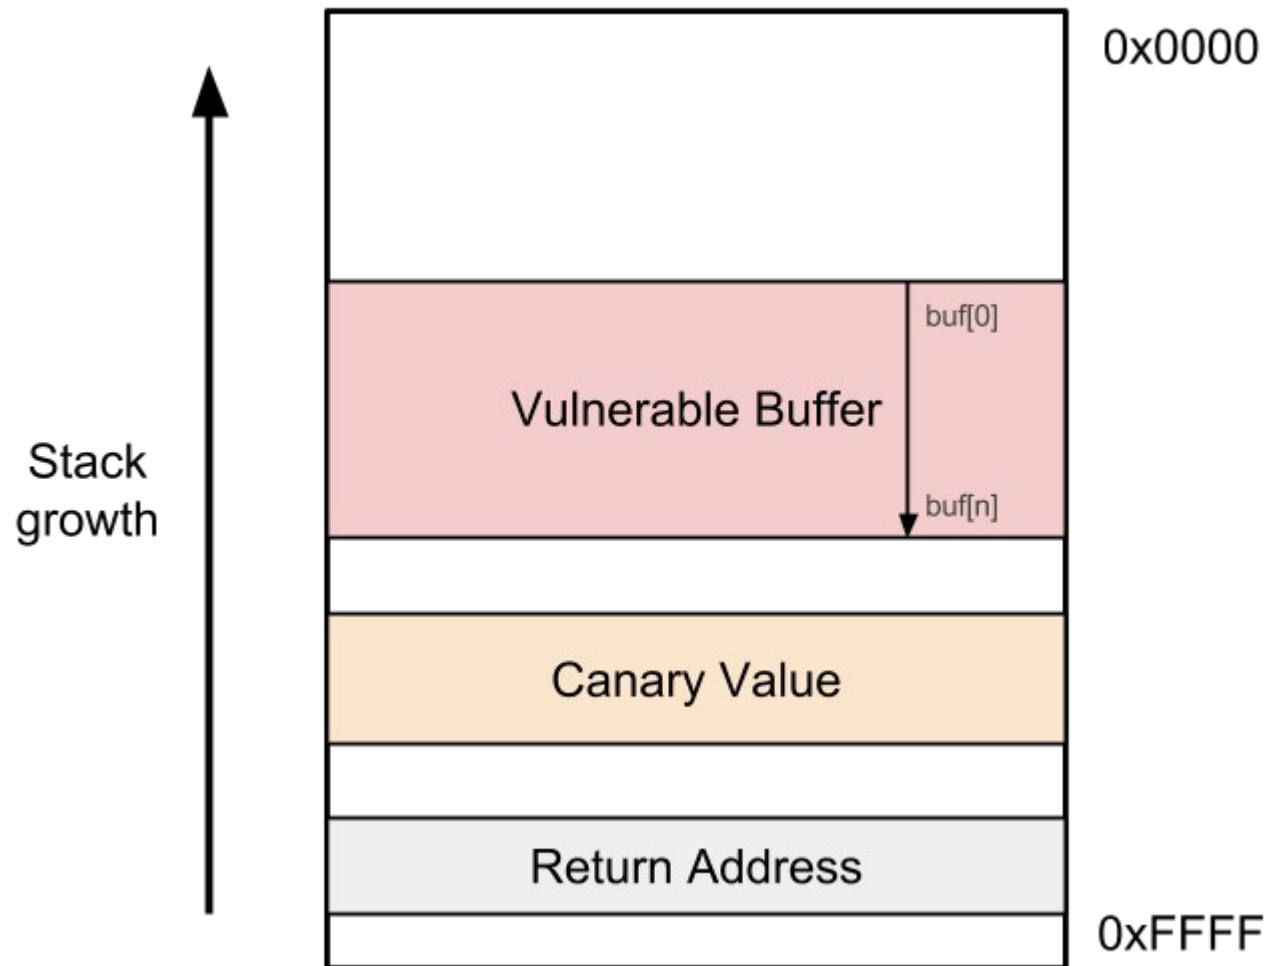 0x0000
buf[0]
Vulnerable Buffer
buf[n]
Stack
growth
Canary Value
Return Address
0xFFFF